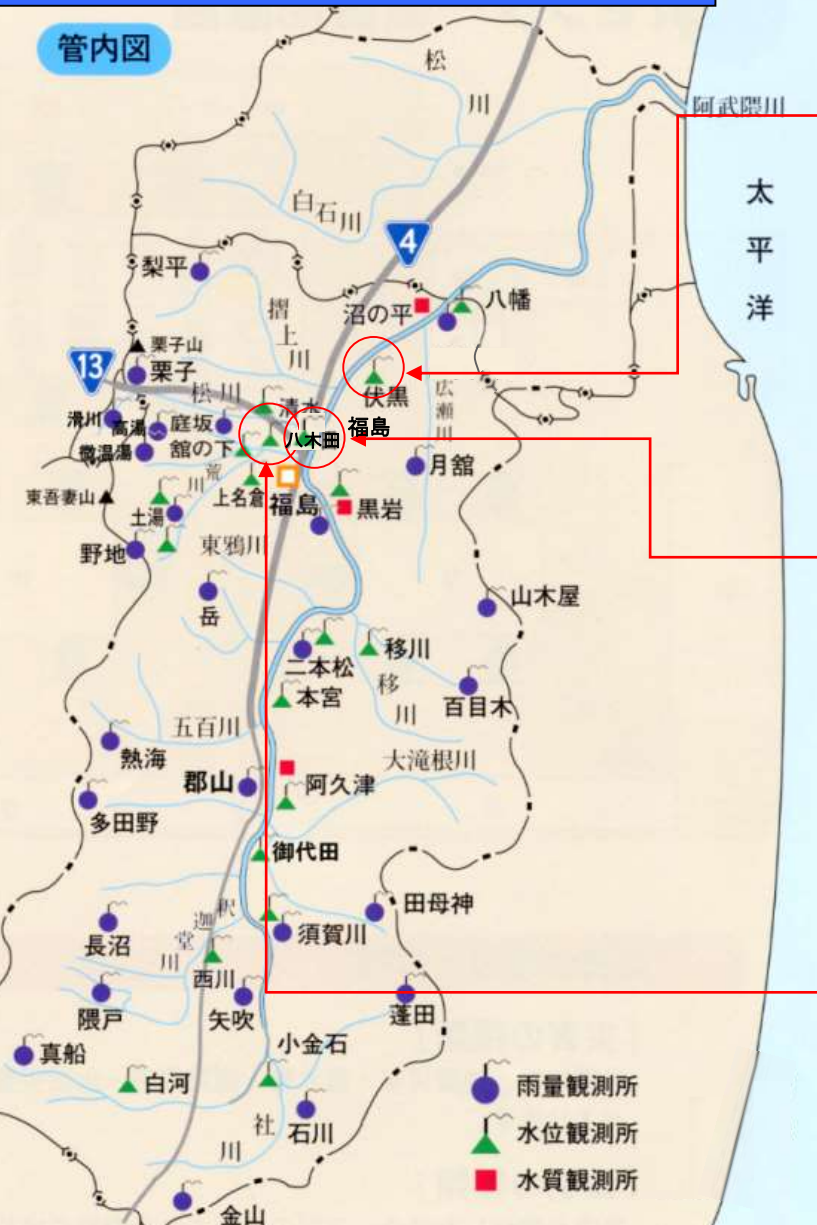 管内図
松川
阿武隈川
太平洋
白石川
4
梨平
摺上川
沼の平
八幡
栗子山
栗子
13
松川
清水
伏黒
広瀬川
滑川
高湯
庭坂
八木田
福島
微温湯
舘の下
月舘
荒川
東吾妻山
上名倉
福島
黒岩
土湯
東鴉川
野地
岳
山木屋
二本松
移川
移川
本宮
百目木
五百川
熱海
大滝根川
郡山
阿久津
多田野
御代田
釈迦堂川
田母神
長沼
須賀川
西川
隈戸
矢吹
蓬田
真船
小金石
白河
社川
石川
金山
雨量観測所
水位観測所
水質観測所